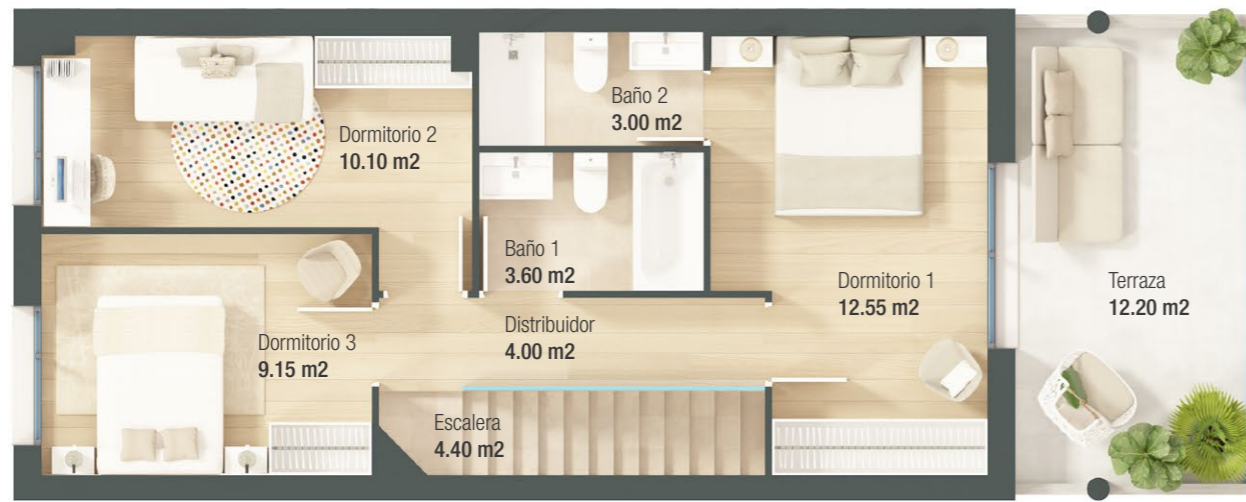 Baño 2
3.00 m2
Dormitorio 2
10.10 m2
Baño 1
3.60 m2
Dormitorio 1
12.55 m2
Terraza
12.20 m2
Distribuidor
4.00 m2
Dormitorio 3
9.15 m2
Escalera
4.40 m2